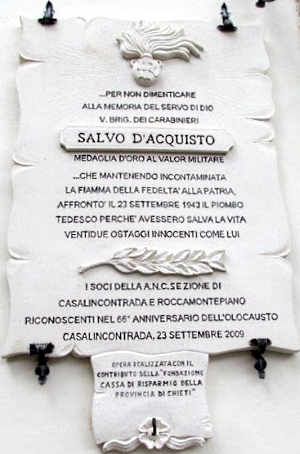 ...PER NON DIMENTICARE
ALLA MEMORIA DEL SERVO DI DIO
V. BRIG. DEI CARABINIERI
SALVO D'ACQUISTO
MEDAGLIA D'ORO AL VALOR MILITARE
...CHE MANTENENDO INCONTAMINATA
LA FIAMMA DELLA FEDELTA' ALLA PATRIA,
AFFRONTO' IL 23 SETTEMBRE 1943 IL PIOMBO
TEDESCO PERCHE' AVESSERO SALVA LA VITA
VENTIDUE OSTAGGI INNOCENTI COME LUI
I SOCI DELLA A.N.C. SEZIONE DI
CASALINCONTRADA E ROCCAMONTEPIANO
RICONOSCENTI NEL 66° ANNIVERSARIO DELL'OLOCAUSTO
CASALINCONTRADA, 23 SETTEMBRE 2009
OPERA REALIZZATA CON IL
CONTRIBUTO DELLA "FONDAZIONE
CASSA DI RISPARMIO DELLA
PROVINCIA DI CHIETI"